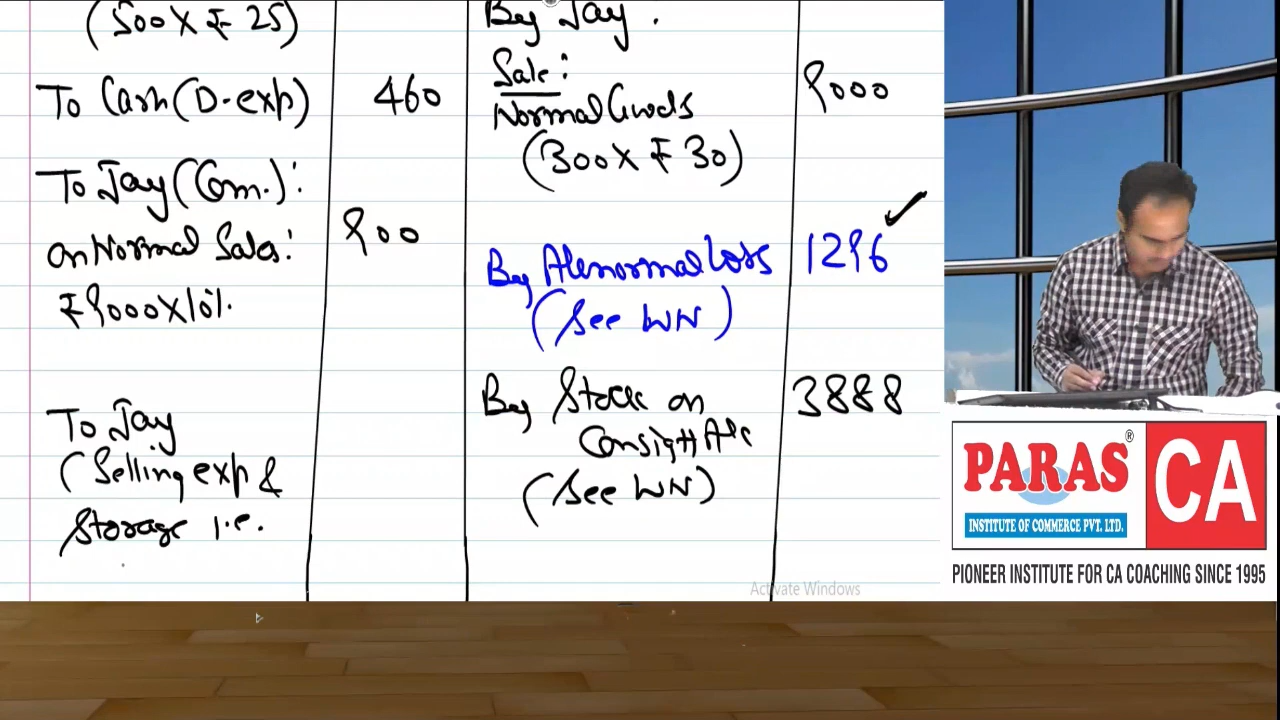 (500 X ₹ 25)
To Cash (D.exp)
460
To Jay (Com.):
on Normal Sales:
900
₹ 9000 X 10%
To Jay
(Selling exp &
Storage i.e.
By Jay:
Sale:
Normal Goods
9000
(300 X ₹ 30)
By Abnormal Loss
1296
(See WN)
By Stock on
3888
Consigt A/c
(See WN)
Activate Windows
PARAS®
INSTITUTE OF COMMERCE PVT. LTD.
CA
PIONEER INSTITUTE FOR CA COACHING SINCE 1995